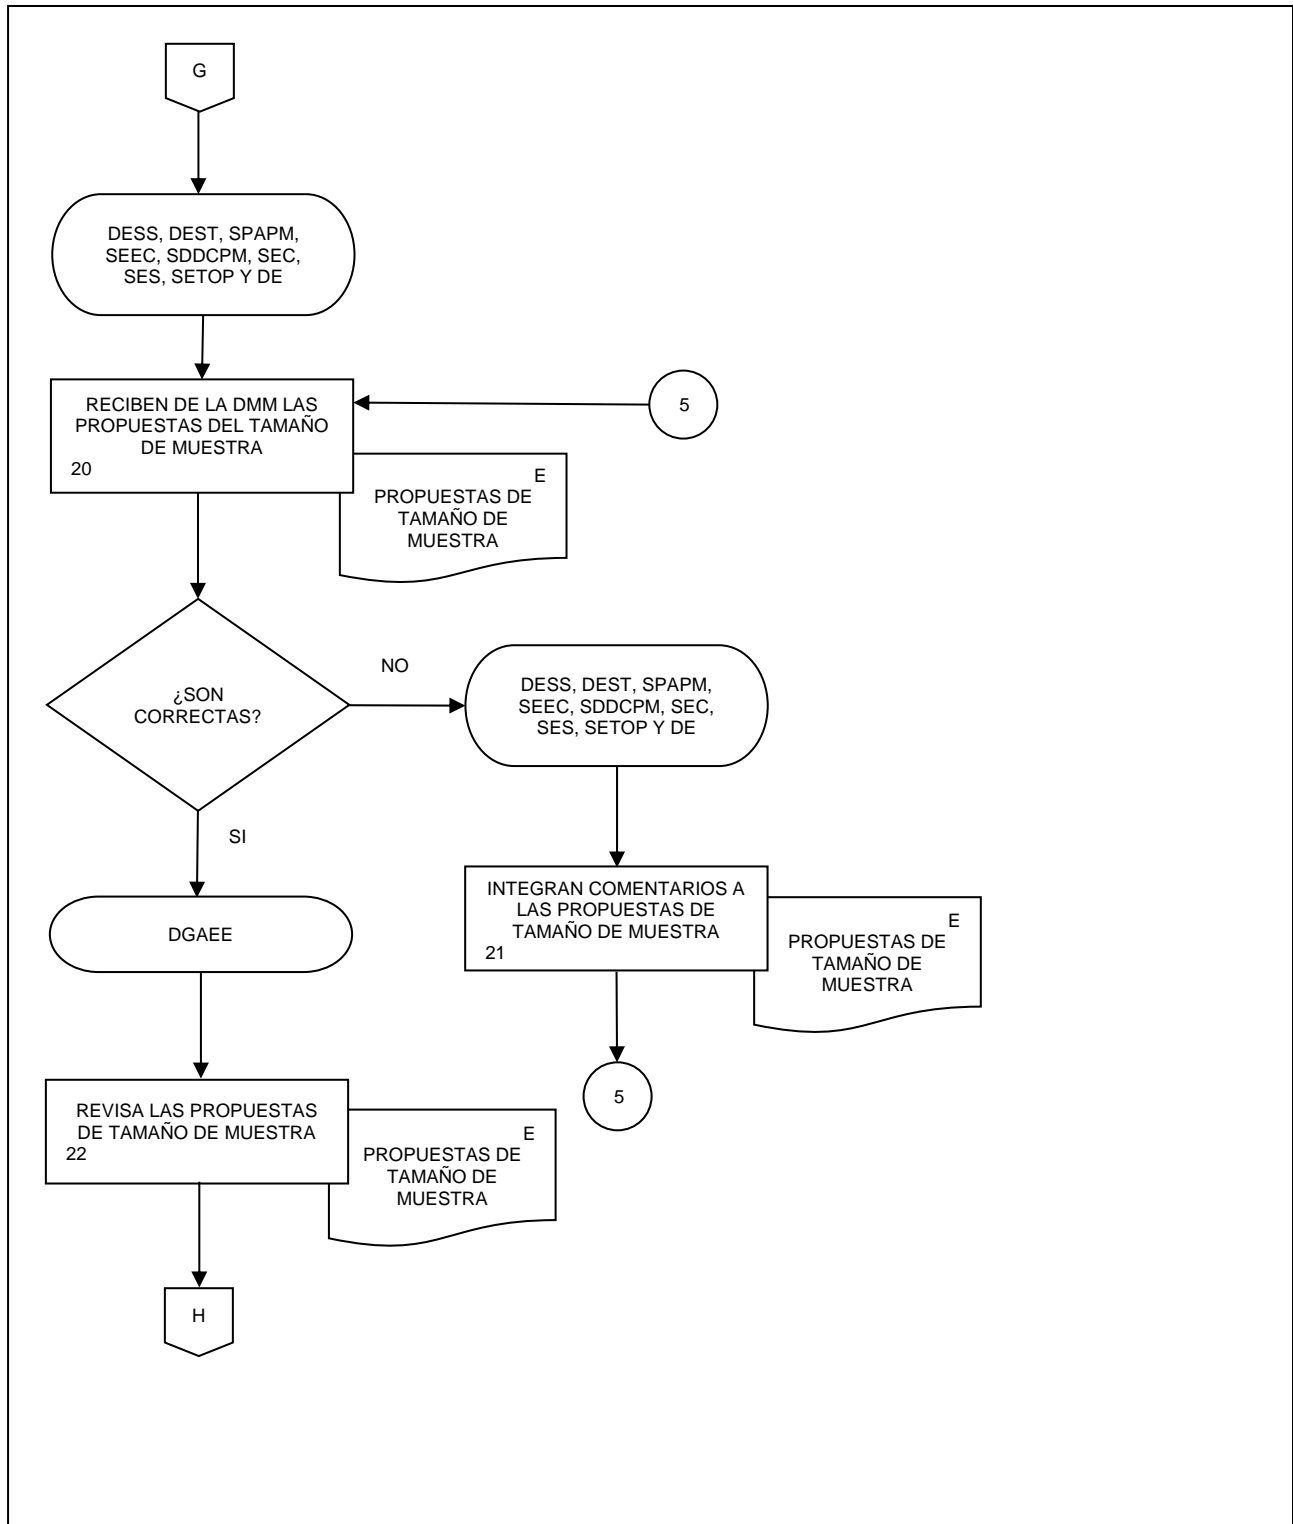 G
DESS, DEST, SPAPM,
SEEC, SDDCPM, SEC,
SES, SETOP Y DE
RECIBEN DE LA DMM LAS
PROPUESTAS DEL TAMAÑO
DE MUESTRA
20
5
E
PROPUESTAS DE
TAMAÑO DE
MUESTRA
¿SON
CORRECTAS?
NO
DESS, DEST, SPAPM,
SEEC, SDDCPM, SEC,
SES, SETOP Y DE
SI
INTEGRAN COMENTARIOS A
LAS PROPUESTAS DE
TAMAÑO DE MUESTRA
21
E
PROPUESTAS DE
TAMAÑO DE
MUESTRA
5
DGAEE
REVISA LAS PROPUESTAS
DE TAMAÑO DE MUESTRA
22
E
PROPUESTAS DE
TAMAÑO DE
MUESTRA
H